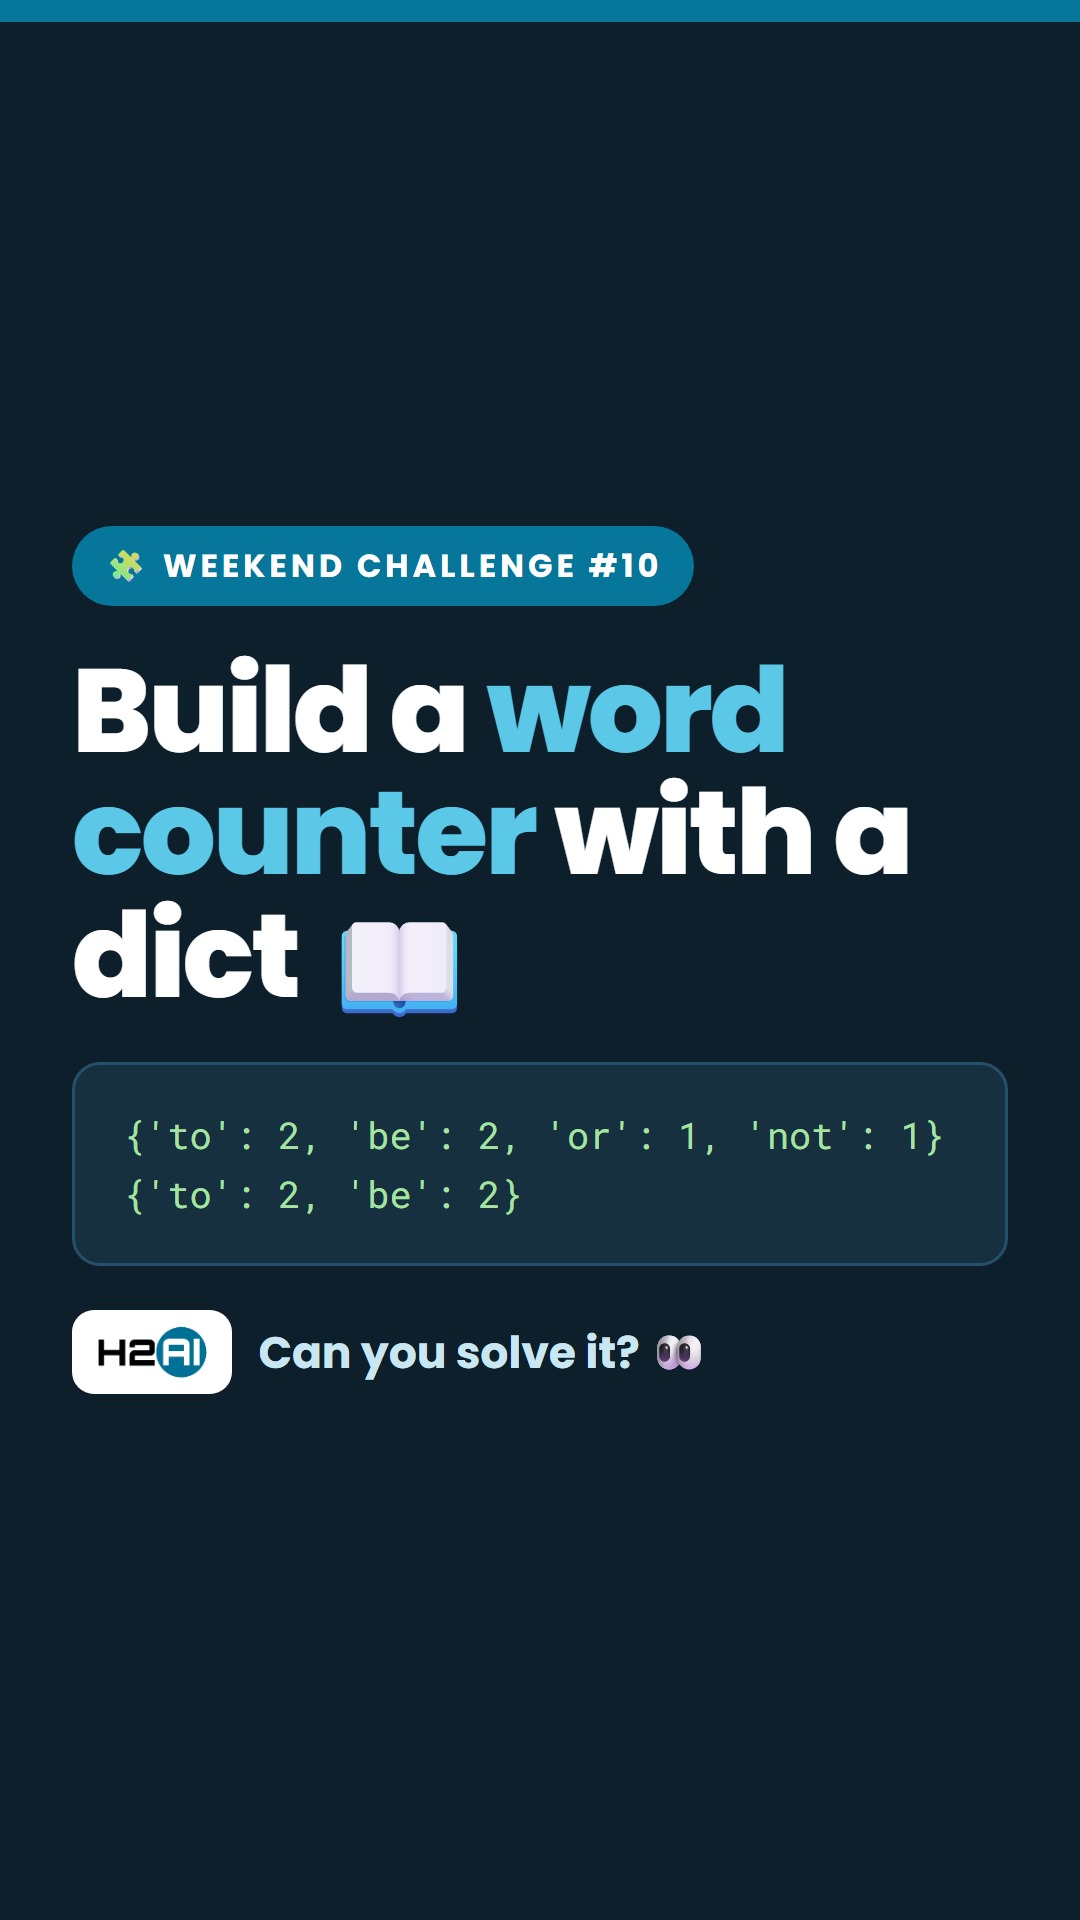 🧩 WEEKEND CHALLENGE #10
Build a word
counter with a
dict 📖
{'to': 2, 'be': 2, 'or': 1, 'not': 1}
{'to': 2, 'be': 2}
H2AI
Can you solve it? 👀